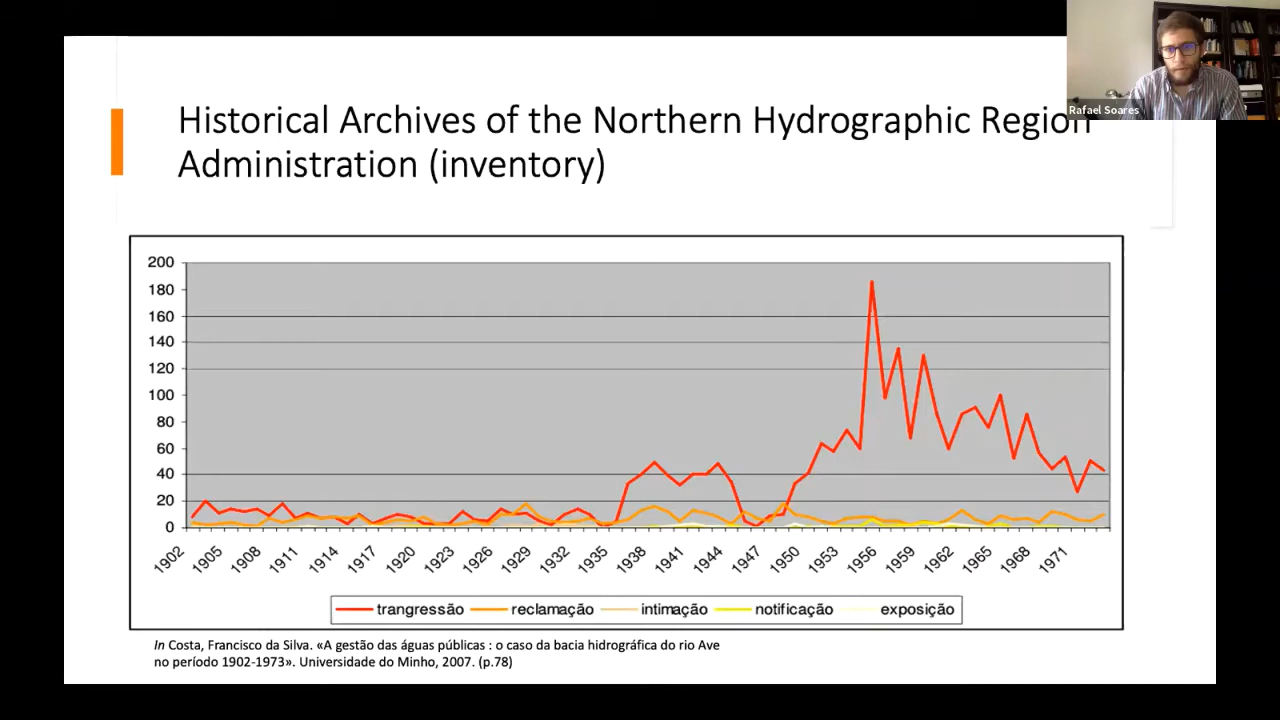 Rafael Soares
Historical Archives of the Northern Hydrographic Region
Administration (inventory)
200
180
160
140
120
100
80
60
40
20
0
1902 1905 1908 1911 1914 1917 1920 1923 1926 1929 1932 1935 1938 1941 1944 1947 1950 1953 1956 1959 1962 1965 1968 1971
trangressão reclamação intimação notificação exposição
In Costa, Francisco da Silva. «A gestão das águas públicas : o caso da bacia hidrográfica do rio Ave
no período 1902-1973». Universidade do Minho, 2007. (p.78)